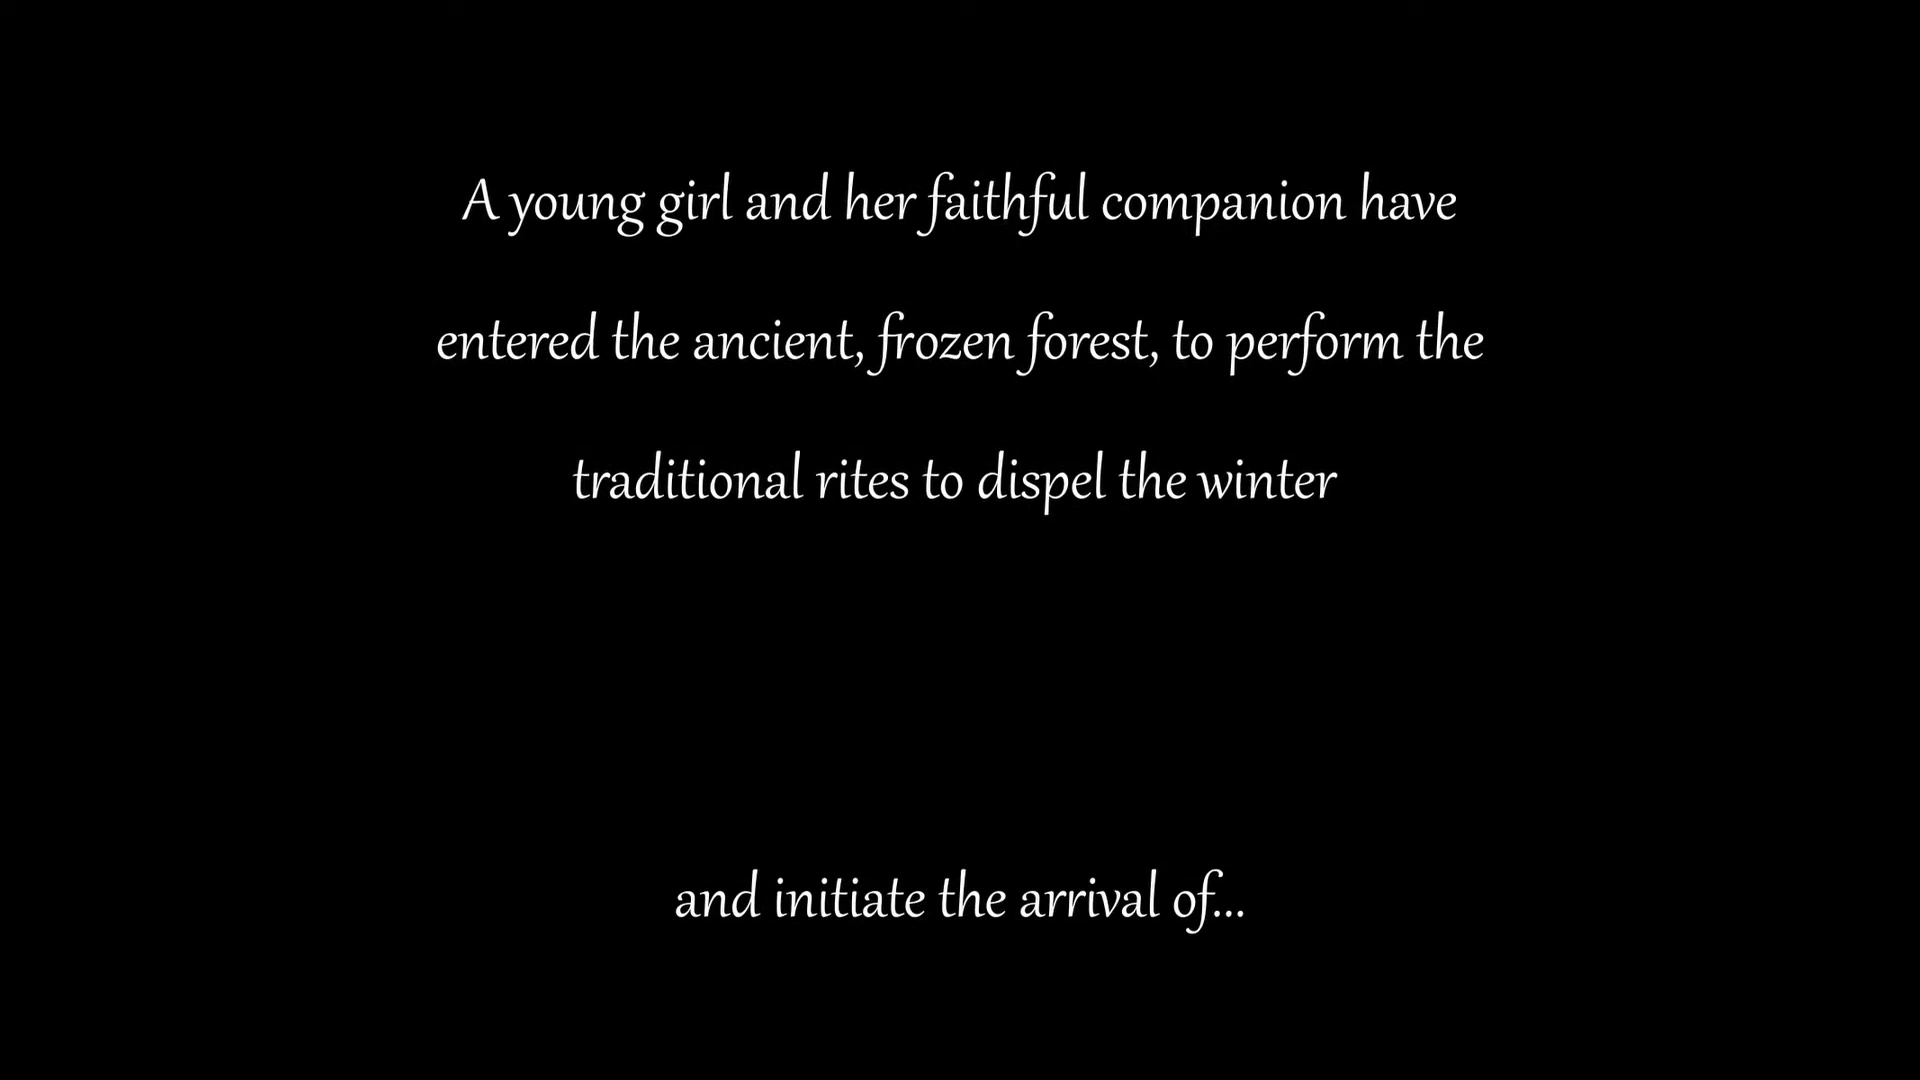 A young girl and her faithful companion have
entered the ancient, frozen forest, to perform the
traditional rites to dispel the winter
and initiate the arrival of...